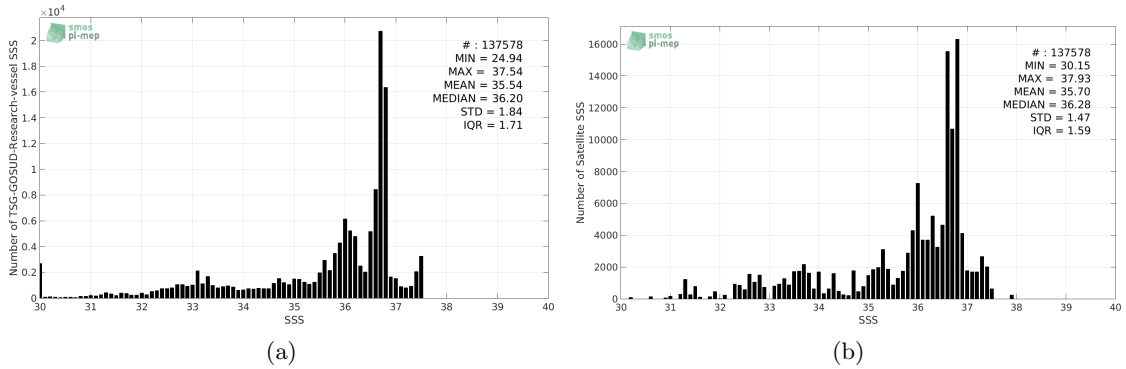 ×10⁴
smos
pi-mep
# : 137578
MIN = 24.94
MAX = 37.54
MEAN = 35.54
MEDIAN = 36.20
STD = 1.84
IQR = 1.71
Number of TSG-GOSUD-Research-vessel SSS
2
1.8
1.6
1.4
1.2
1
0.8
0.6
0.4
0.2
0
30 31 32 33 34 35 36 37 38 39 40
SSS
(a)
smos
pi-mep
# : 137578
MIN = 30.15
MAX = 37.93
MEAN = 35.70
MEDIAN = 36.28
STD = 1.47
IQR = 1.59
Number of Satellite SSS
16000
14000
12000
10000
8000
6000
4000
2000
0
30 31 32 33 34 35 36 37 38 39 40
SSS
(b)